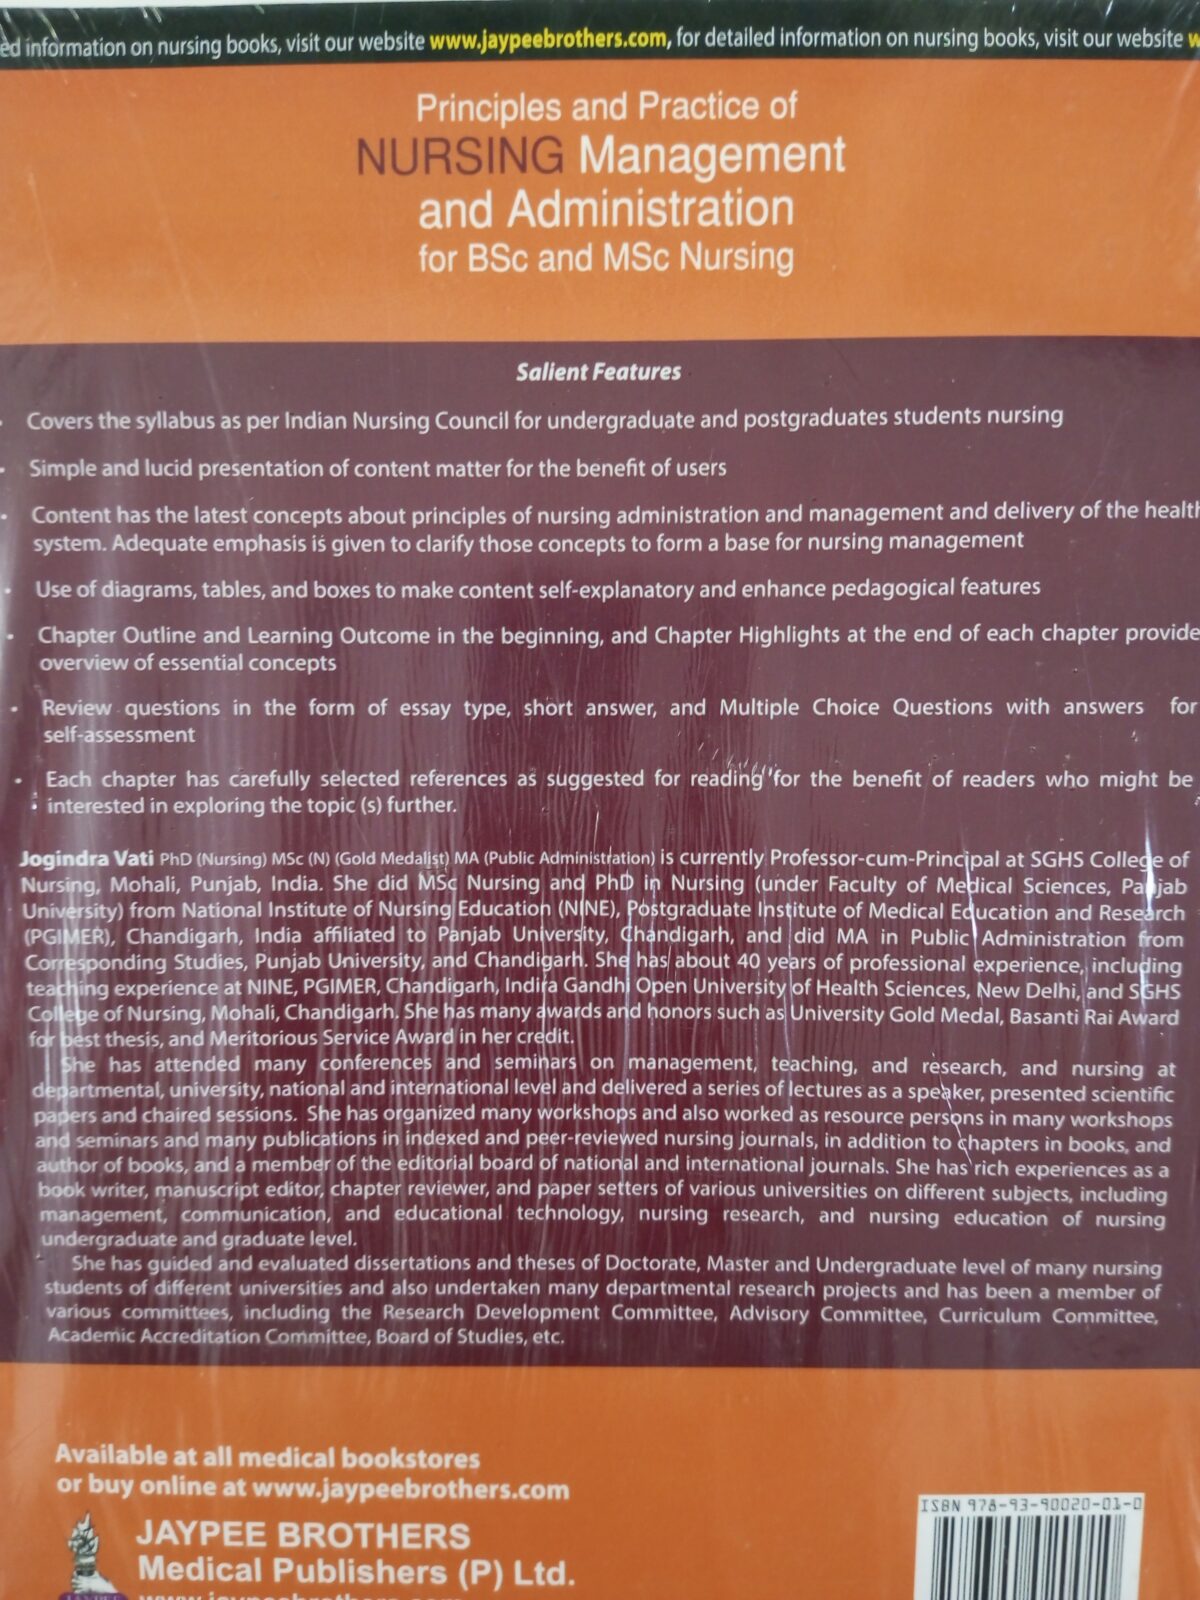 ed information on nursing books, visit our website www.jaypeebrothers.com, for detailed information on nursing books, visit our website w
Principles and Practice of
NURSING Management
and Administration
for BSc and MSc Nursing
Salient Features
• Covers the syllabus as per Indian Nursing Council for undergraduate and postgraduates students nursing
• Simple and lucid presentation of content matter for the benefit of users
• Content has the latest concepts about principles of nursing administration and management and delivery of the health
system. Adequate emphasis is given to clarify those concepts to form a base for nursing management
• Use of diagrams, tables, and boxes to make content self-explanatory and enhance pedagogical features
• Chapter Outline and Learning Outcome in the beginning, and Chapter Highlights at the end of each chapter provide
overview of essential concepts
• Review questions in the form of essay type, short answer, and Multiple Choice Questions with answers for
self-assessment
• Each chapter has carefully selected references as suggested for reading for the benefit of readers who might be
interested in exploring the topic (s) further.
Jogindra Vati PhD (Nursing) MSc (N) (Gold Medalist) MA (Public Administration) is currently Professor-cum-Principal at SGHS College of
Nursing, Mohali, Punjab, India. She did MSc Nursing and PhD in Nursing (under Faculty of Medical Sciences, Panjab
University) from National Institute of Nursing Education (NINE), Postgraduate Institute of Medical Education and Research
(PGIMER), Chandigarh, India affiliated to Panjab University, Chandigarh, and did MA in Public Administration from
Corresponding Studies, Punjab University, and Chandigarh. She has about 40 years of professional experience, including
teaching experience at NINE, PGIMER, Chandigarh, Indira Gandhi Open University of Health Sciences, New Delhi, and SGHS
College of Nursing, Mohali, Chandigarh. She has many awards and honors such as University Gold Medal, Basanti Rai Award
for best thesis, and Meritorious Service Award in her credit.
She has attended many conferences and seminars on management, teaching, and research, and nursing at
departmental, university, national and international level and delivered a series of lectures as a speaker, presented scientific
papers and chaired sessions. She has organized many workshops and also worked as resource persons in many workshops
and seminars and many publications in indexed and peer-reviewed nursing journals, in addition to chapters in books, and
author of books, and a member of the editorial board of national and international journals. She has rich experiences as a
book writer, manuscript editor, chapter reviewer, and paper setters of various universities on different subjects, including
management, communication, and educational technology, nursing research, and nursing education of nursing
undergraduate and graduate level.
She has guided and evaluated dissertations and theses of Doctorate, Master and Undergraduate level of many nursing
students of different universities and also undertaken many departmental research projects and has been a member of
various committees, including the Research Development Committee, Advisory Committee, Curriculum Committee,
Academic Accreditation Committee, Board of Studies, etc.
Available at all medical bookstores
or buy online at www.jaypeebrothers.com
JAYPEE BROTHERS
Medical Publishers (P) Ltd.
www.jaypeebrothers.com
JAYPEE
ISBN 978-93-90020-01-0